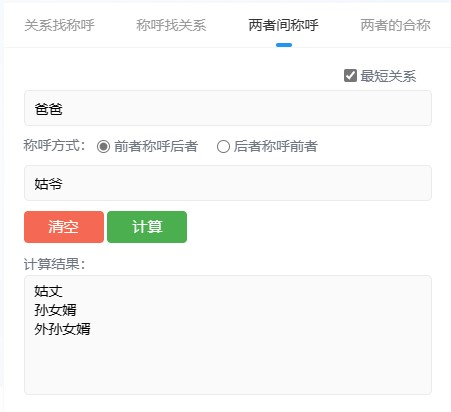 关系找称呼 称呼找关系 两者间称呼 两者的合称
最短关系
爸爸
称呼方式： 前者称呼后者 后者称呼前者
姑爷
清空 计算
计算结果：
姑丈
孙女婿
外孙女婿